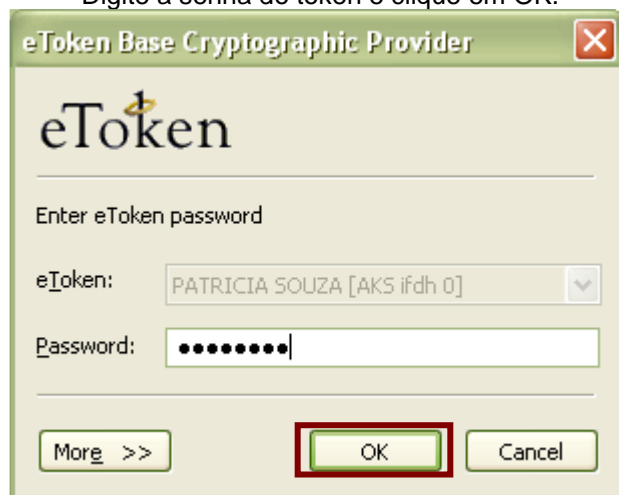 Digite a senha do token e clique em OK.
eToken Base Cryptographic Provider
eToken
Enter eToken password
eToken: PATRICIA SOUZA [AKS ifdh 0]
Password: ●●●●●●●●
More >> OK Cancel